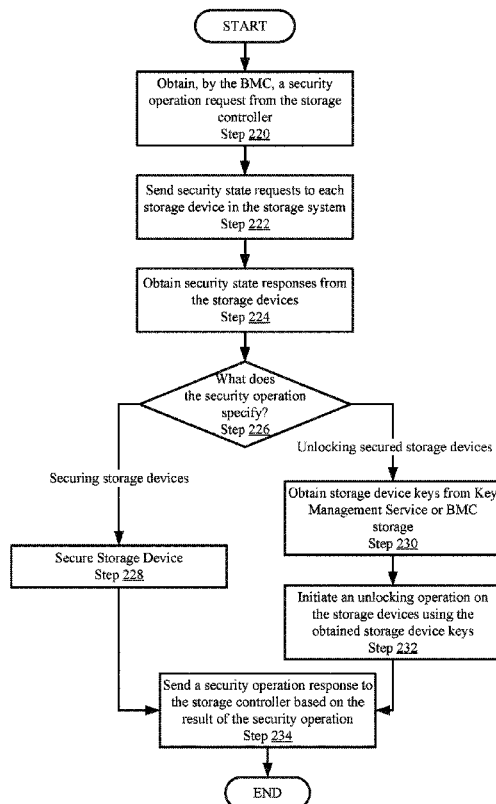 START
Obtain, by the BMC, a security
operation request from the storage
controller
Step 220
Send security state requests to each
storage device in the storage system
Step 222
Obtain security state responses from
the storage devices
Step 224
What does
the security operation
specify?
Step 226
Securing storage devices
Unlocking secured storage devices
Secure Storage Device
Step 228
Obtain storage device keys from Key
Management Service or BMC
storage
Step 230
Initiate an unlocking operation on
the storage devices using the
obtained storage device keys
Step 232
Send a security operation response to
the storage controller based on the
result of the security operation
Step 234
END